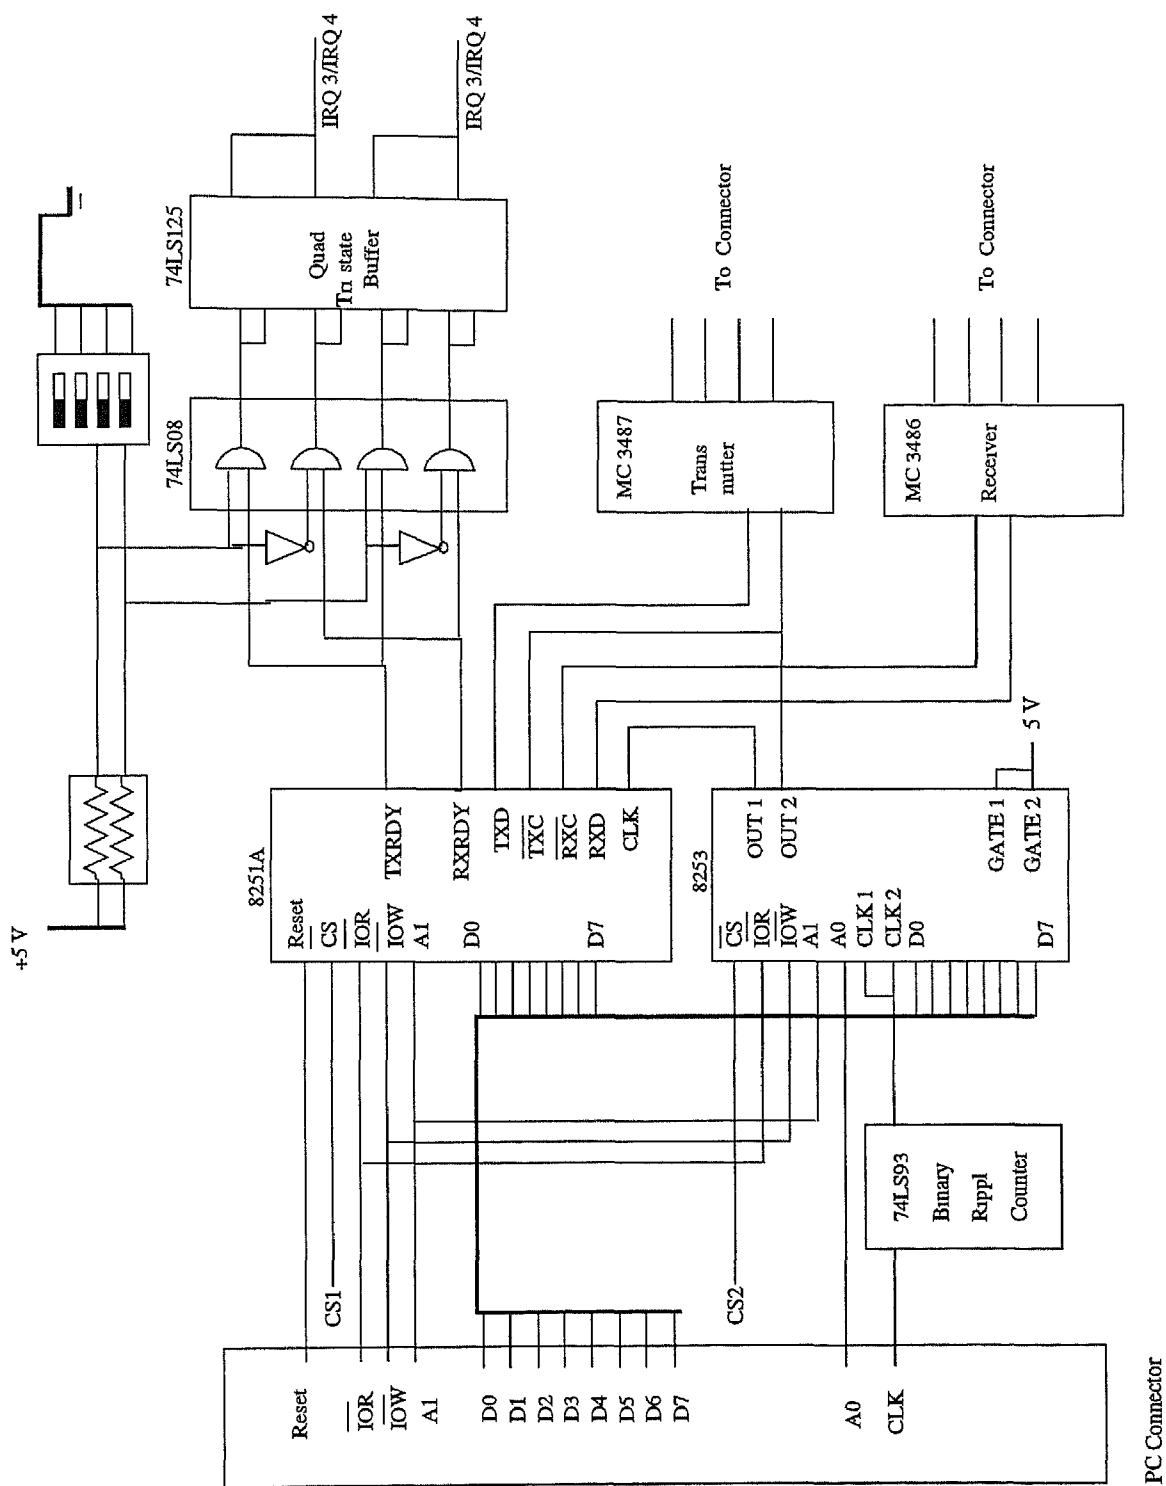 +5 V
74LS08
74LS125
Quad
Tri state
Buffer
IRQ 3/IRQ 4
IRQ 3/IRQ 4
8251A
Reset
CS
IOR
IOW
A1
D0
D7
TXRDY
RXRDY
TXD
TXC
RXC
RXD
CLK
MC 3487
Trans
mitter
To Connector
MC 3486
Receiver
To Connector
8253
CS
IOR
IOW
A1
A0
CLK 1
CLK 2
D0
D7
OUT 1
OUT 2
GATE 1
GATE 2
5 V
CS1
CS2
74LS93
Binary
Rippl
Counter
Reset
IOR
IOW
A1
D0
D1
D2
D3
D4
D5
D6
D7
A0
CLK
PC Connector